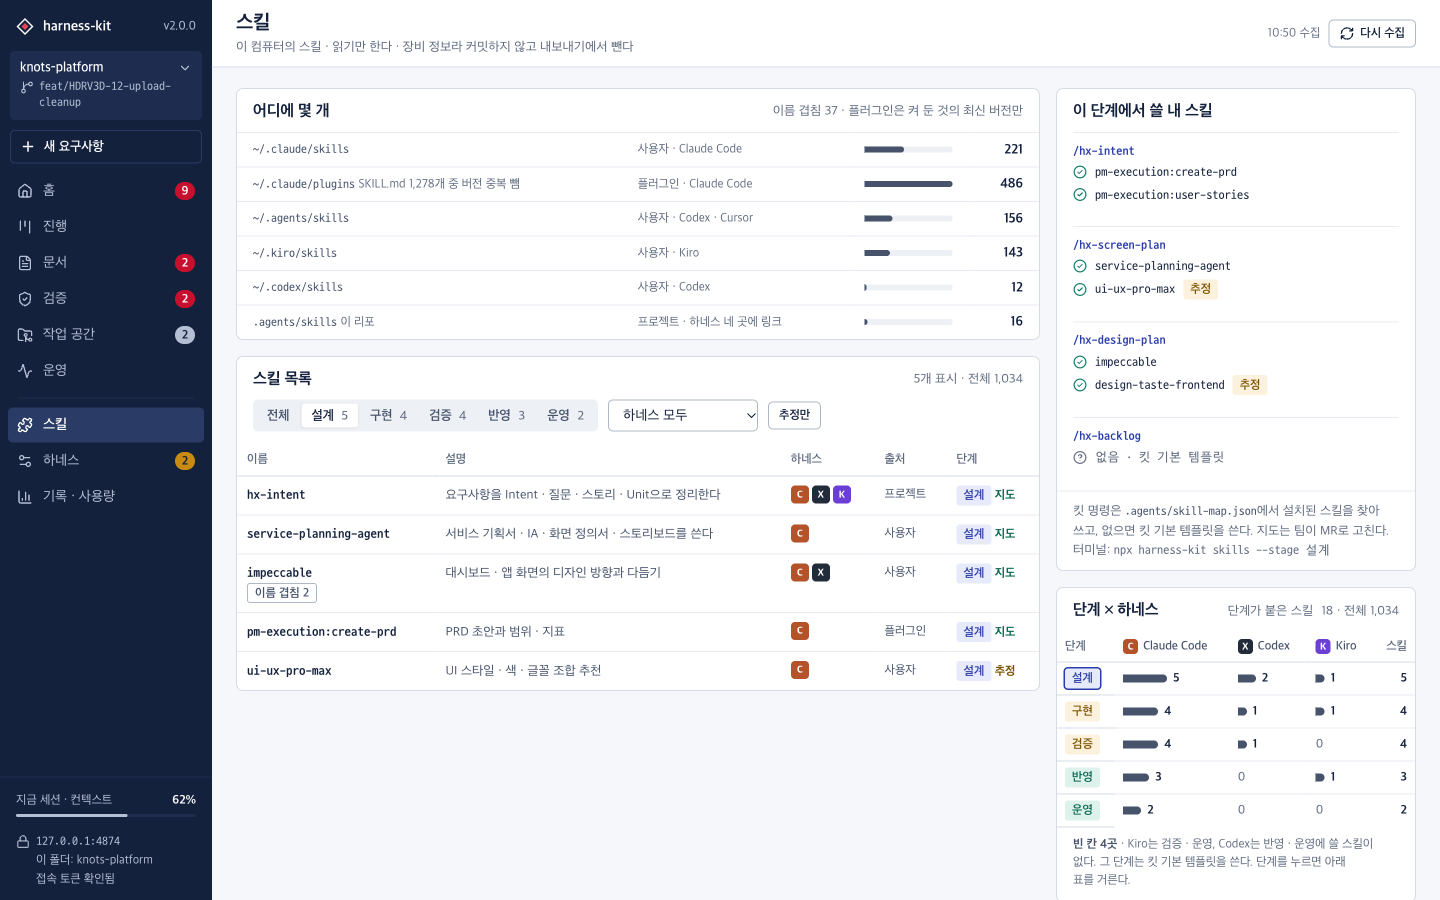 harness-kit v2.0.0
knots-platform
feat/HDRV3D-12-upload-
cleanup
새 요구사항
홈 9
진행
문서 2
검증 2
작업 공간 2
운영
스킬
하네스 2
기록 · 사용량
지금 세션 · 컨텍스트 62%
127.0.0.1:4874
이 폴더: knots-platform
접속 토큰 확인됨
스킬
이 컴퓨터의 스킬 · 읽기만 한다 · 장비 정보라 커밋하지 않고 내보내기에서 뺀다
10:50 수집 다시 수집
어디에 몇 개 이름 겹침 37 · 플러그인은 켜 둔 것의 최신 버전만
~/.claude/skills 사용자 · Claude Code 221
~/.claude/plugins SKILL.md 1,278개 중 버전 중복 뺌 플러그인 · Claude Code 486
~/.agents/skills 사용자 · Codex · Cursor 156
~/.kiro/skills 사용자 · Kiro 143
~/.codex/skills 사용자 · Codex 12
.agents/skills 이 리포 프로젝트 · 하네스 네 곳에 링크 16
스킬 목록 5개 표시 · 전체 1,034
전체 설계 5 구현 4 검증 4 반영 3 운영 2 하네스 모두 추정만
이름 설명 하네스 출처 단계
hx-intent 요구사항을 Intent · 질문 · 스토리 · Unit으로 정리한다 C X K 프로젝트 설계 지도
service-planning-agent 서비스 기획서 · IA · 화면 정의서 · 스토리보드를 쓴다 C 사용자 설계 지도
impeccable 대시보드 · 앱 화면의 디자인 방향과 다듬기 C X 사용자 설계 지도
이름 겹침 2
pm-execution:create-prd PRD 초안과 범위 · 지표 C 플러그인 설계 지도
ui-ux-pro-max UI 스타일 · 색 · 글꼴 조합 추천 C 사용자 설계 추정
이 단계에서 쓸 내 스킬
/hx-intent
pm-execution:create-prd
pm-execution:user-stories
/hx-screen-plan
service-planning-agent
ui-ux-pro-max 추정
/hx-design-plan
impeccable
design-taste-frontend 추정
/hx-backlog
없음 · 킷 기본 템플릿
킷 명령은 .agents/skill-map.json에서 설치된 스킬을 찾아
쓰고, 없으면 킷 기본 템플릿을 쓴다. 지도는 팀이 MR로 고친다.
터미널: npx harness-kit skills --stage 설계
단계 × 하네스 단계가 붙은 스킬 18 · 전체 1,034
단계 C Claude Code X Codex K Kiro 스킬
설계 5 2 1 5
구현 4 1 1 4
검증 4 1 0 4
반영 3 0 1 3
운영 2 0 0 2
빈 칸 4곳 · Kiro는 검증 · 운영, Codex는 반영 · 운영에 쓸 스킬이
없다. 그 단계는 킷 기본 템플릿을 쓴다. 단계를 누르면 아래
표를 거른다.